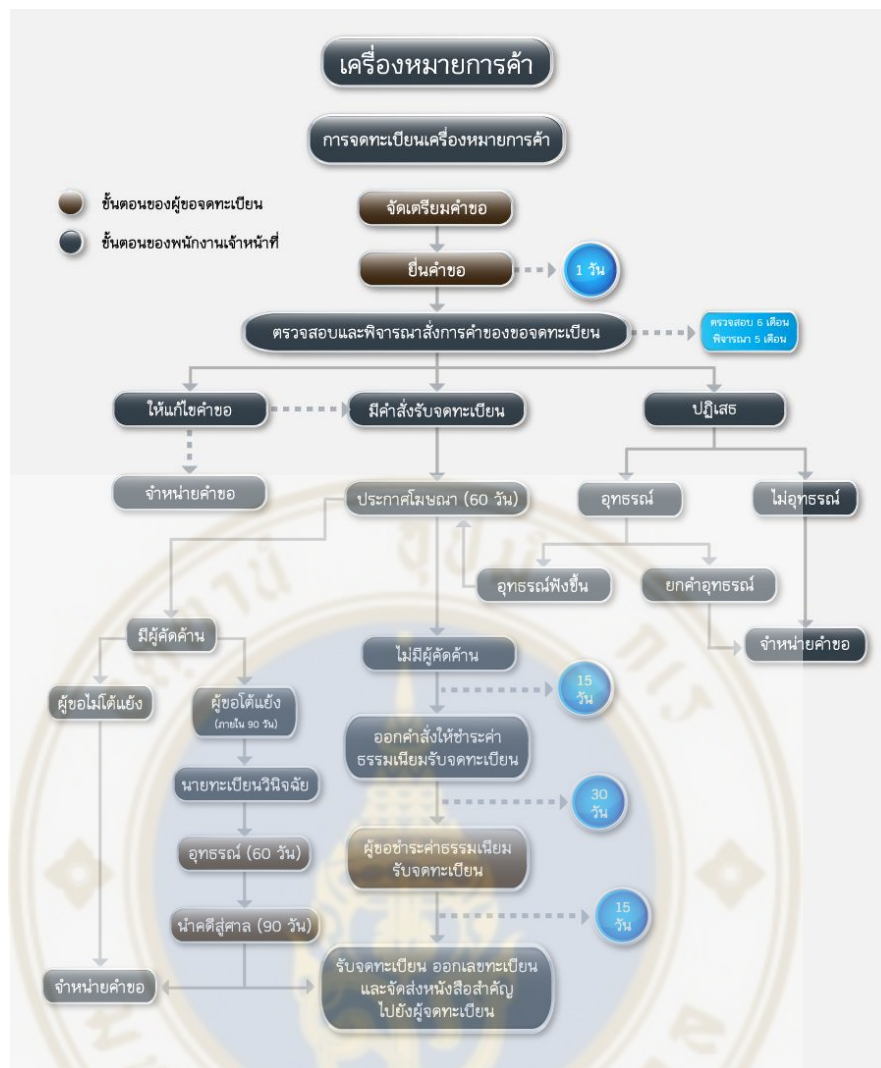 เครื่องหมายการค้า
การจดทะเบียนเครื่องหมายการค้า
ขั้นตอนของผู้ขอจดทะเบียน
ขั้นตอนของพนักงานเจ้าหน้าที่
จัดเตรียมคำขอ
ยื่นคำขอ
1 วัน
ตรวจสอบและพิจารณาสั่งการคำของขอจดทะเบียน
ตรวจสอบ 6 เดือน
พิจารณา 5 เดือน
ให้แก้ไขคำขอ
มีคำสั่งรับจดทะเบียน
ปฏิเสธ
จำหน่ายคำขอ
ประกาศโฆษณา (60 วัน)
อุทธรณ์
ไม่อุทธรณ์
อุทธรณ์ฟังขึ้น
ยกคำอุทธรณ์
จำหน่ายคำขอ
มีผู้คัดค้าน
ไม่มีผู้คัดค้าน
15
วัน
ผู้ขอไม่โต้แย้ง
ผู้ขอโต้แย้ง
(ภายใน 90 วัน)
ออกคำสั่งให้ชำระค่า
ธรรมเนียมรับจดทะเบียน
นายทะเบียนวินิจฉัย
30
วัน
อุทธรณ์ (60 วัน)
ผู้ขอชำระค่าธรรมเนียม
รับจดทะเบียน
นำคดีสู่ศาล (90 วัน)
15
วัน
จำหน่ายคำขอ
รับจดทะเบียน ออกเลขทะเบียน
และจัดส่งหนังสือสำคัญ
ไปยังผู้จดทะเบียน